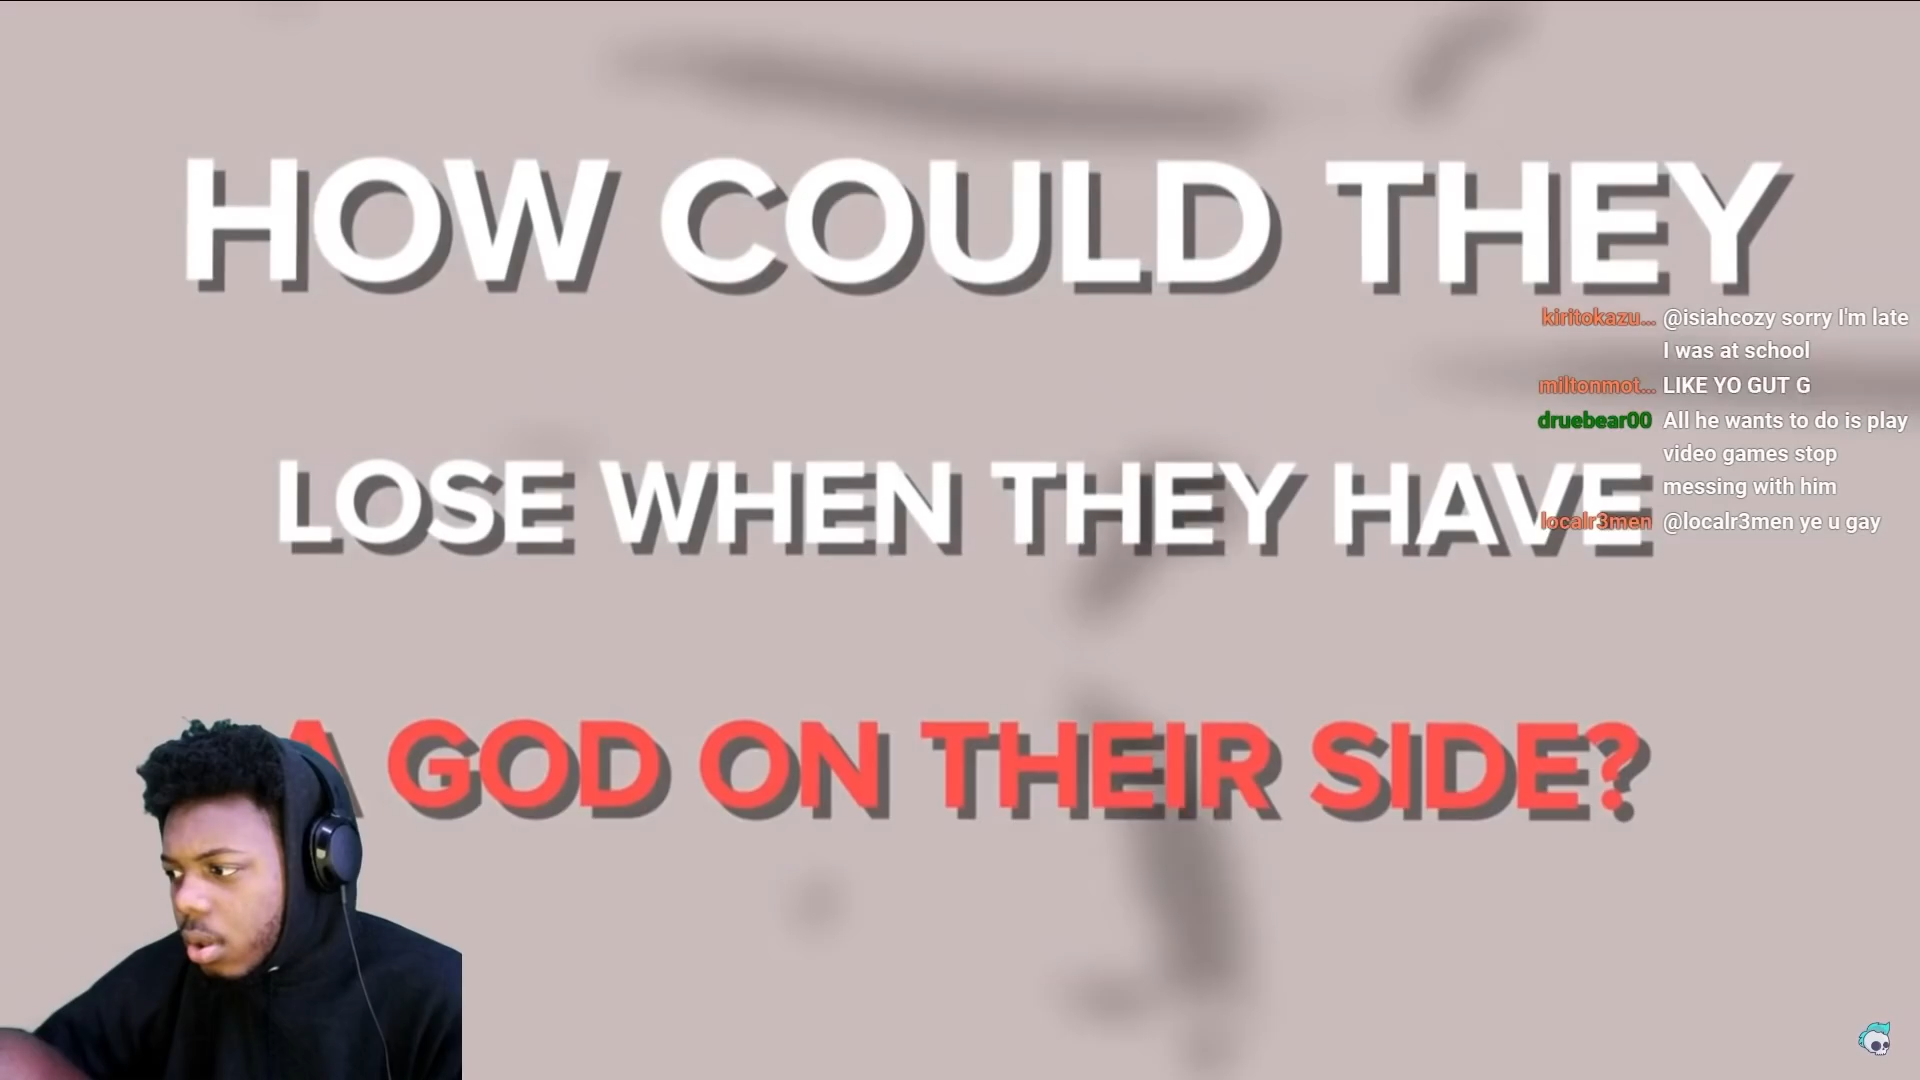 HOW COULD THEY
LOSE WHEN THEY HAVE
A GOD ON THEIR SIDE?
kiritokazu... @isiahcozy sorry I'm late
I was at school
miltonmot... LIKE YO GUT G
druebear00 All he wants to do is play
video games stop
messing with him
localr3men @localr3men ye u gay